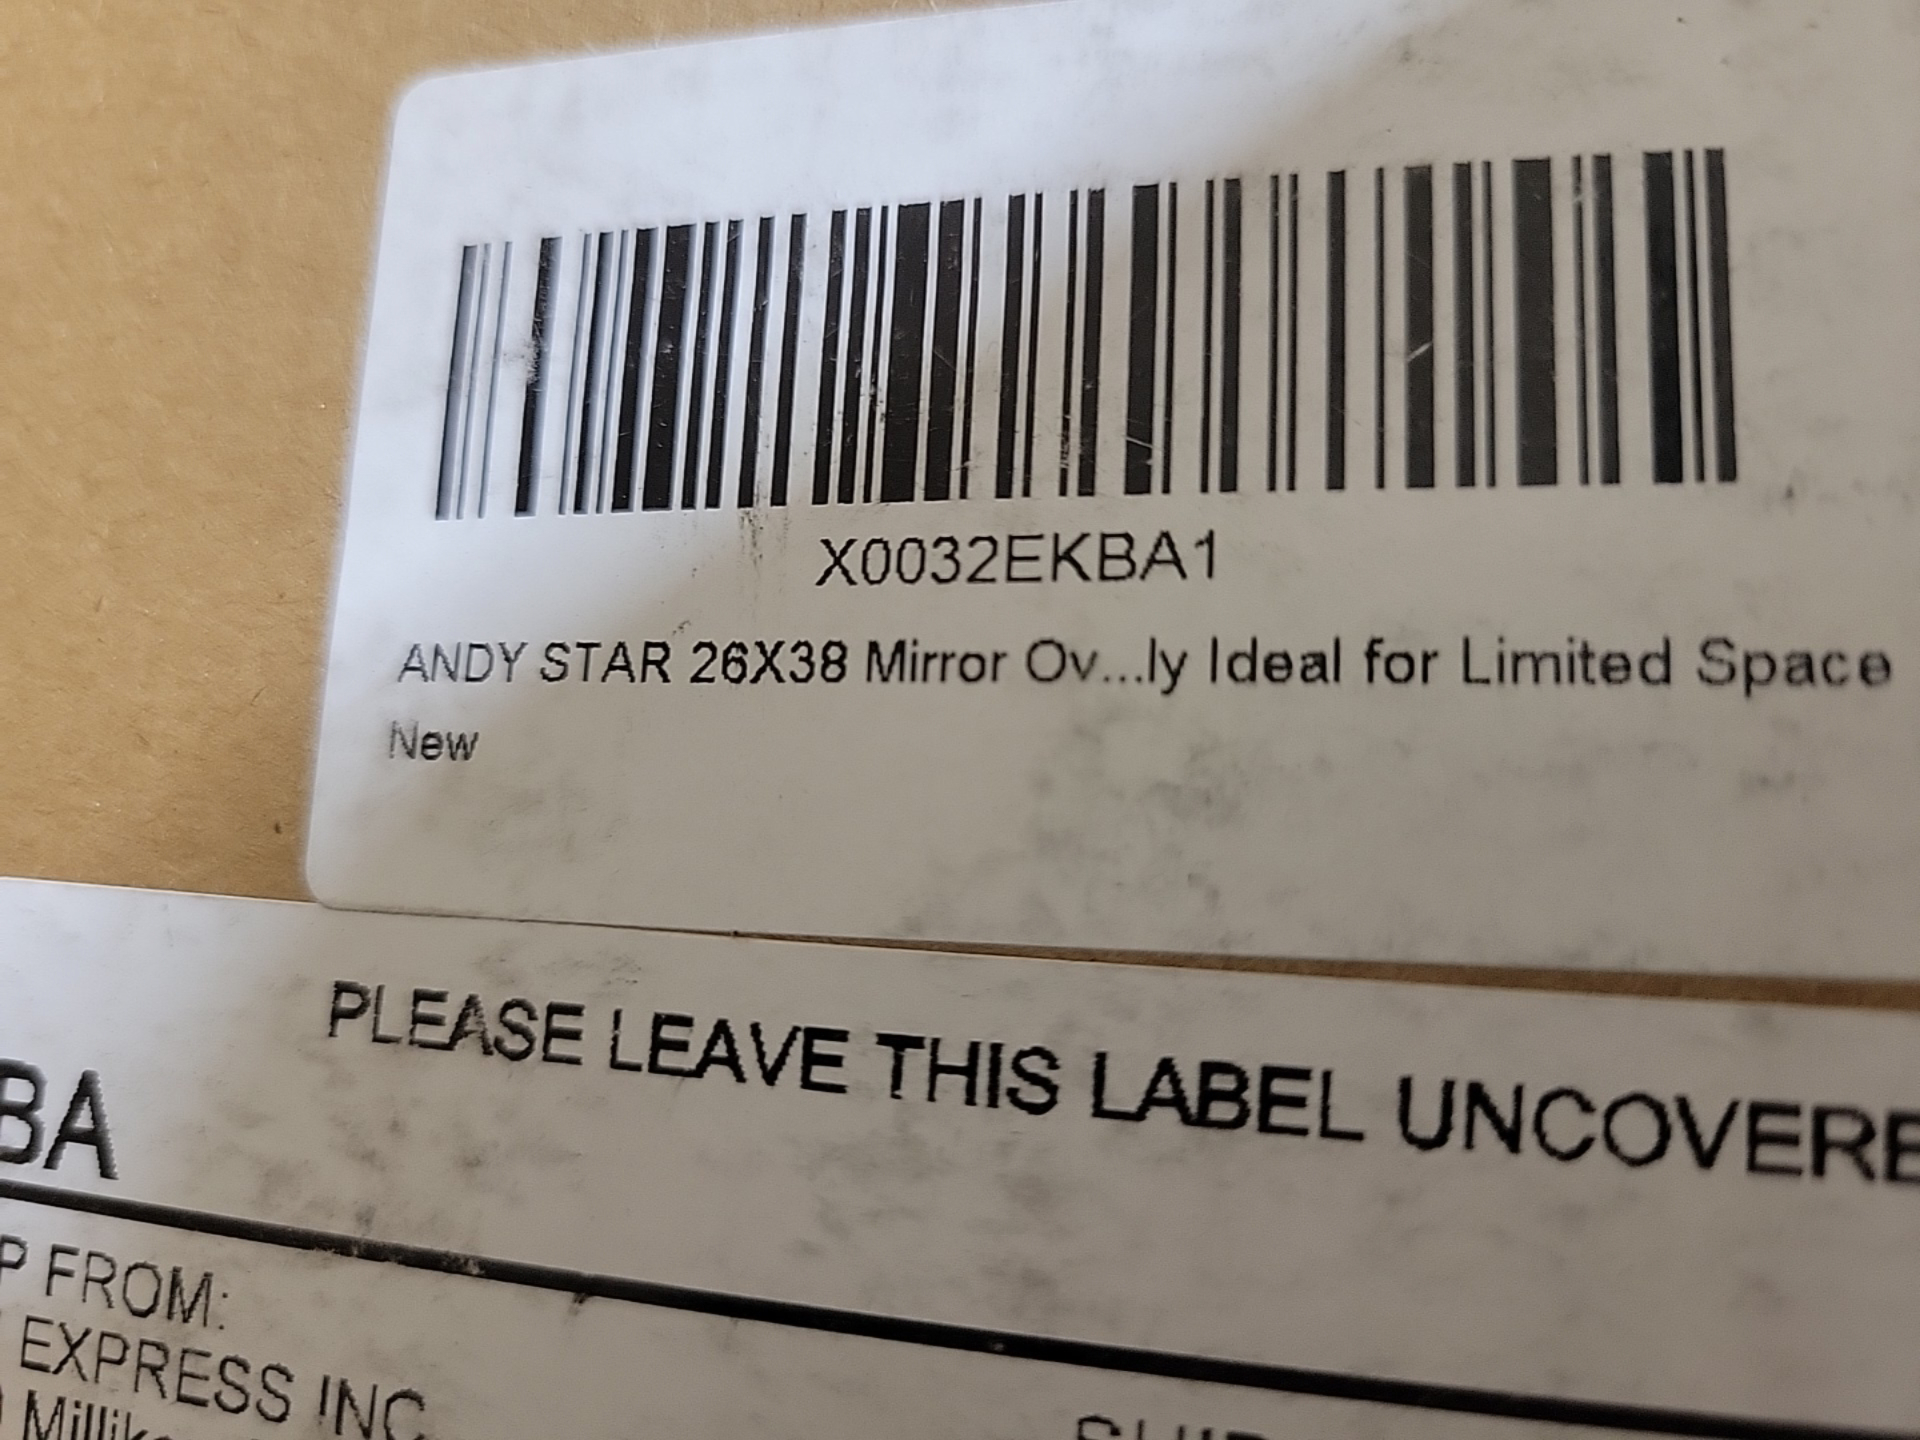 X0032EKBA1
ANDY STAR 26X38 Mirror Ov...ly Ideal for Limited Space
New
PLEASE LEAVE THIS LABEL
BA
FROM:
EXPRESS INC